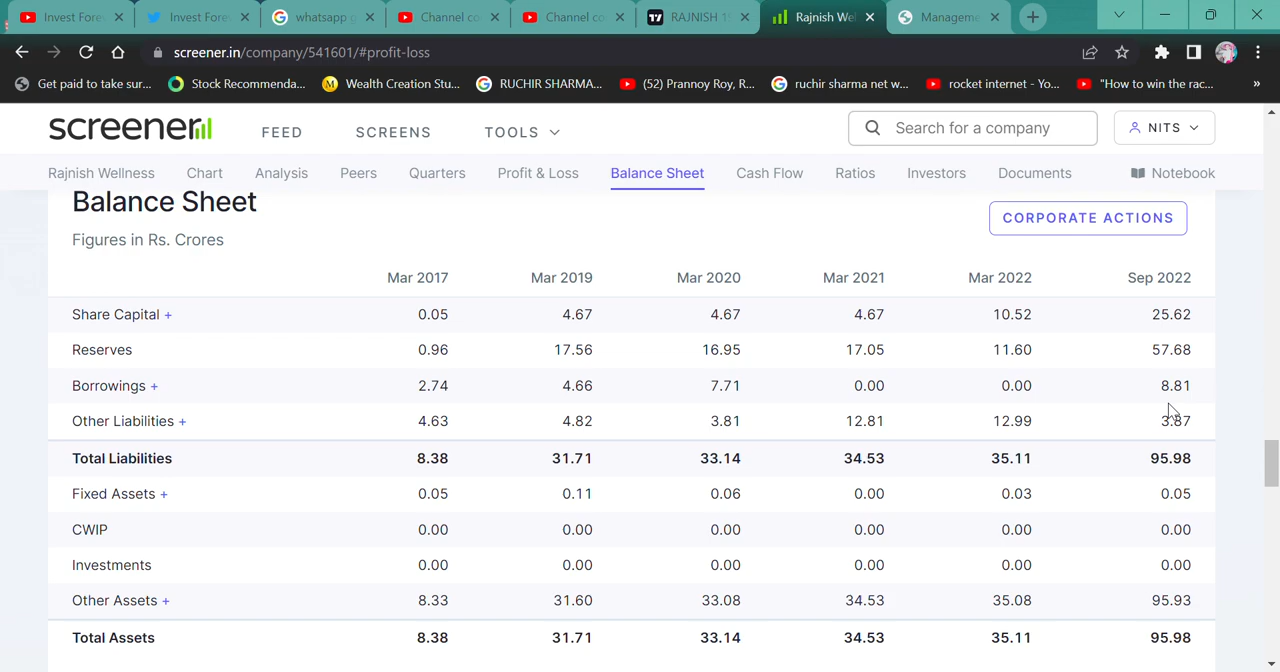 Invest Fore
Invest Fore
whatsapp g
Channel co
Channel co
RAJNISH 1
Rajnish Wel
Manageme
screener.in/company/541601/#profit-loss
Get paid to take sur...
Stock Recommenda...
Wealth Creation Stu...
RUCHIR SHARMA...
(52) Prannoy Roy, R...
ruchir sharma net w...
rocket internet - Yo...
"How to win the rac...
»
screener
FEED
SCREENS
TOOLS
Search for a company
NITS
Rajnish Wellness Chart Analysis Peers Quarters Profit & Loss Balance Sheet Cash Flow Ratios Investors Documents Notebook
Balance Sheet
CORPORATE ACTIONS
Figures in Rs. Crores
Mar 2017 Mar 2019 Mar 2020 Mar 2021 Mar 2022 Sep 2022
Share Capital + 0.05 4.67 4.67 4.67 10.52 25.62
Reserves 0.96 17.56 16.95 17.05 11.60 57.68
Borrowings + 2.74 4.66 7.71 0.00 0.00 8.81
Other Liabilities + 4.63 4.82 3.81 12.81 12.99 3.87
Total Liabilities 8.38 31.71 33.14 34.53 35.11 95.98
Fixed Assets + 0.05 0.11 0.06 0.00 0.03 0.05
CWIP 0.00 0.00 0.00 0.00 0.00 0.00
Investments 0.00 0.00 0.00 0.00 0.00 0.00
Other Assets + 8.33 31.60 33.08 34.53 35.08 95.93
Total Assets 8.38 31.71 33.14 34.53 35.11 95.98